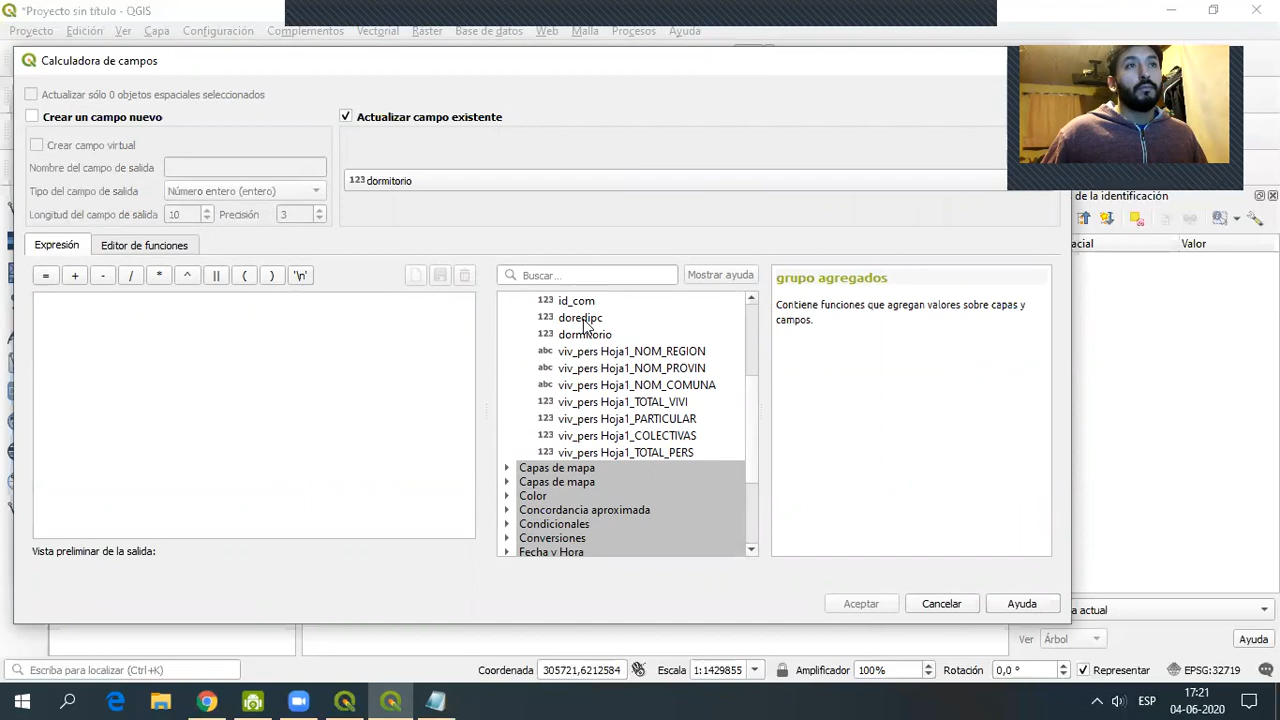 *Proyecto sin título - QGIS
Proyecto Edición Ver Capa Configuración Complementos Vectorial Raster Base de datos Web Malla Procesos Ayuda
Calculadora de campos
Actualizar sólo 0 objetos espaciales seleccionados
Crear un campo nuevo
Actualizar campo existente
Crear campo virtual
Nombre del campo de salida
123 dormitorio
Tipo del campo de salida Número entero (entero)
Longitud del campo de salida 10 Precisión 3
de la identificación
Expresión Editor de funciones
acial Valor
= + - / * ^ || ( ) '\n'
Buscar... Mostrar ayuda
grupo agregados
Contiene funciones que agregan valores sobre capas y
campos.
123 id_com
123 doredipc
123 dormitorio
abc viv_pers Hoja1_NOM_REGION
abc viv_pers Hoja1_NOM_PROVIN
abc viv_pers Hoja1_NOM_COMUNA
123 viv_pers Hoja1_TOTAL_VIVI
123 viv_pers Hoja1_PARTICULAR
123 viv_pers Hoja1_COLECTIVAS
123 viv_pers Hoja1_TOTAL_PERS
Capas de mapa
Capas de mapa
Color
Concordancia aproximada
Condicionales
Conversiones
Fecha y Hora
Vista preliminar de la salida:
Aceptar Cancelar Ayuda
a actual
Ver Árbol Ayuda
Escriba para localizar (Ctrl+K) Coordenada 305721,6212584 Escala 1:1429855 Amplificador 100% Rotación 0,0 ° Representar EPSG:32719
ESP 17:21
04-06-2020